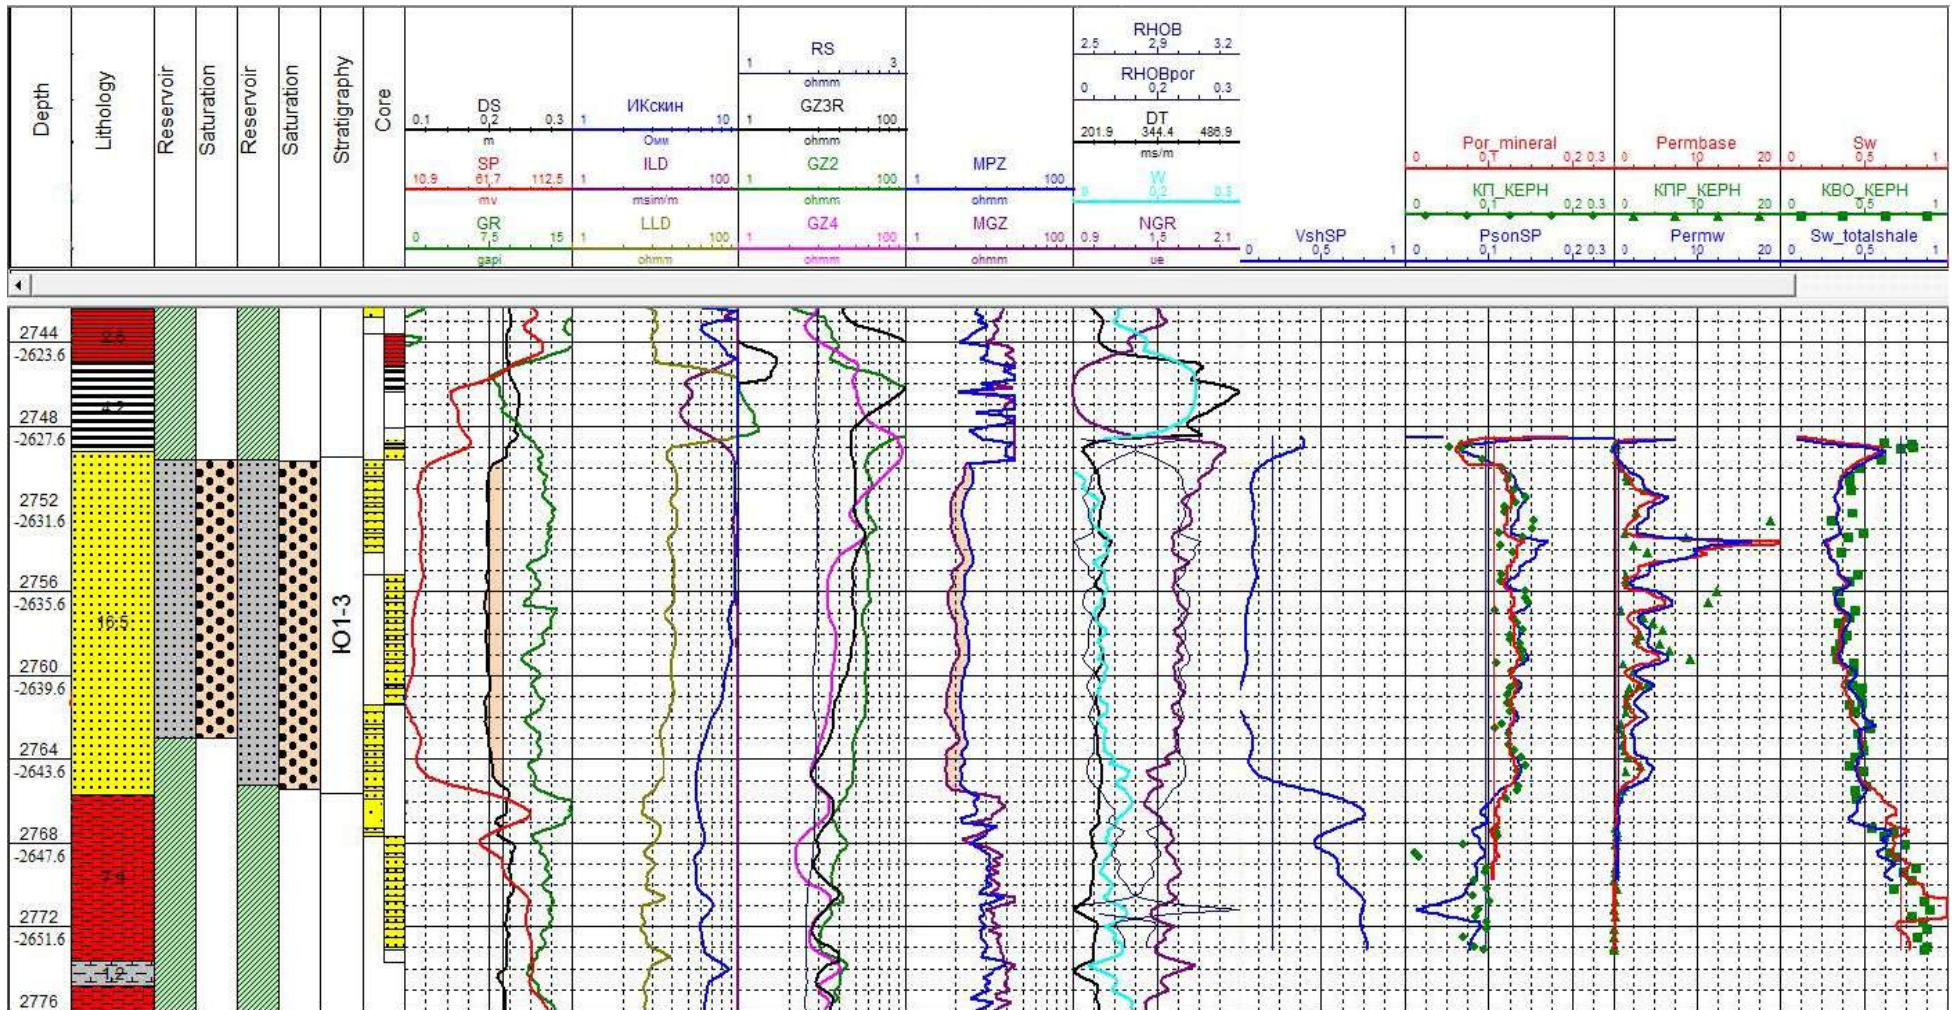 Depth
Lithology
Reservoir
Saturation
Reservoir
Saturation
Stratigraphy
Core
DS
0.1 0,2 0.3
m
SP
10.9 61,7 112.5
mv
GR
0 7,5 15
gapi
ИКскин
1 10
Омм
ILD
1 100
msim/m
LLD
1 100
ohmm
RS
1 3
ohmm
GZ3R
1 100
ohmm
GZ2
1 100
ohmm
GZ4
1 100
ohmm
MPZ
1 100
ohmm
MGZ
1 100
ohmm
RHOB
2.5 2,9 3.2
RHOBpor
0 0,2 0.3
DT
201.9 344.4 486.9
ms/m
W
0 0,2 0.3
NGR
0.9 1,5 2.1
ue
VshSP
0 0,5 1
Por_mineral
0 0,1 0,2 0.3
КП_КЕРН
0 0,1 0,2 0.3
PsonSP
0 0,1 0,2 0.3
Permbase
0 10 20
КПР_КЕРН
0 10 20
Permw
0 10 20
Sw
0 0,5 1
КВО_КЕРН
0 0,5 1
Sw_totalshale
0 0,5 1
2744
-2623.6
2748
-2627.6
2752
-2631.6
2756
-2635.6
2760
-2639.6
2764
-2643.6
2768
-2647.6
2772
-2651.6
2776
4.2
16.5
1.2
Ю1-3